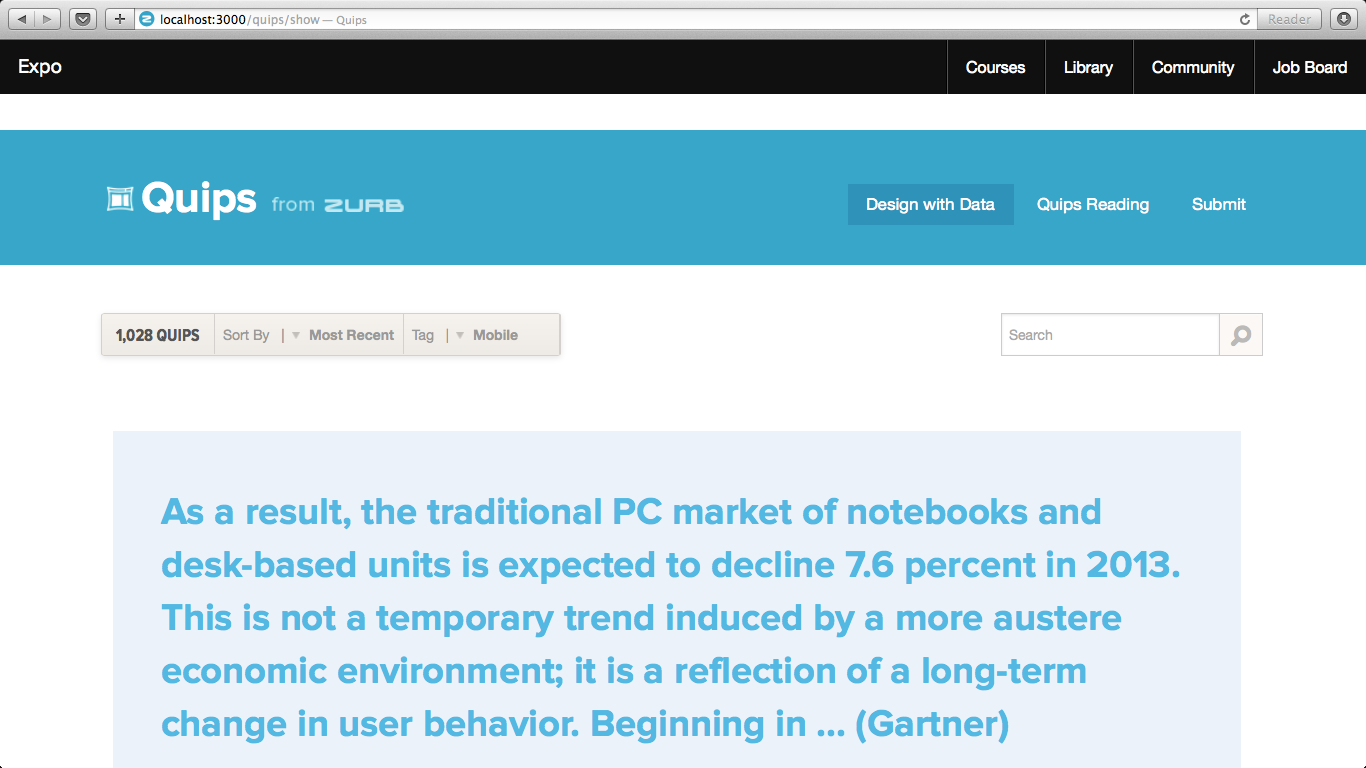 localhost:3000/quips/show — Quips
Reader
Expo
Courses
Library
Community
Job Board
Quips from ZURB
Design with Data
Quips Reading
Submit
1,028 QUIPS
Sort By | Most Recent
Tag | Mobile
Search
As a result, the traditional PC market of notebooks and
desk-based units is expected to decline 7.6 percent in 2013.
This is not a temporary trend induced by a more austere
economic environment; it is a reflection of a long-term
change in user behavior. Beginning in ... (Gartner)